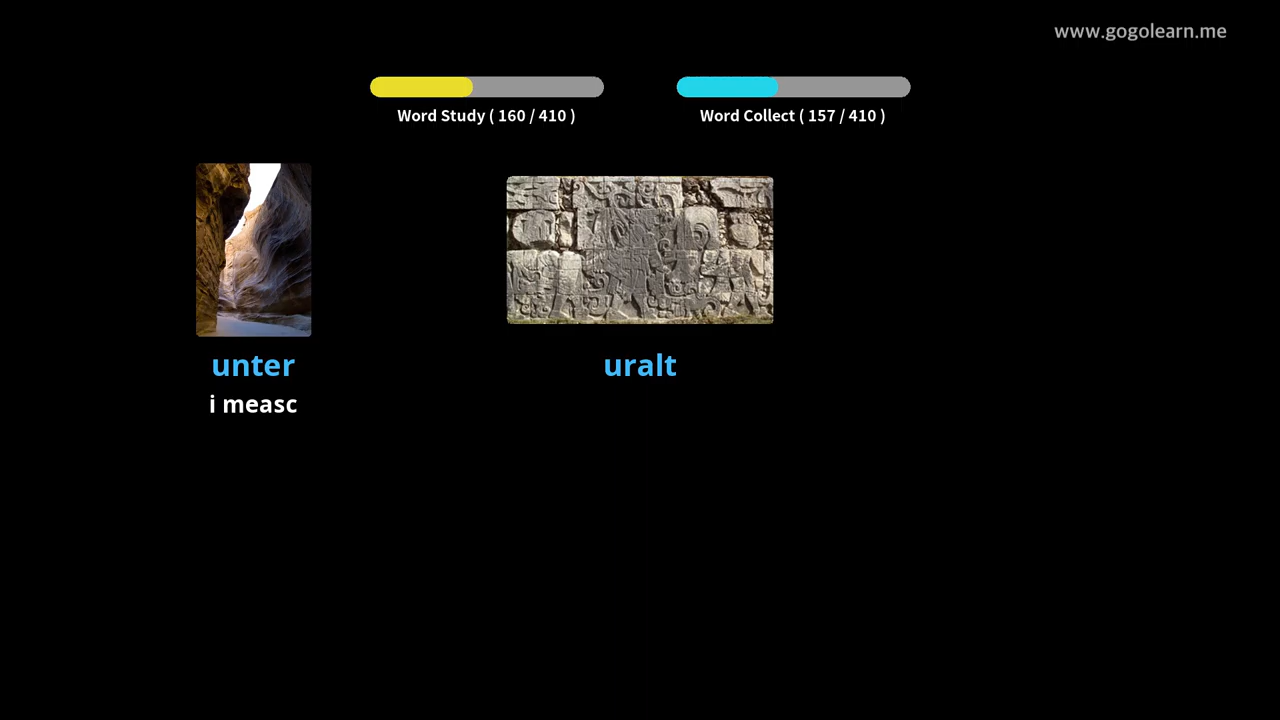 www.gogolearn.me
Word Study ( 160 / 410 )
Word Collect ( 157 / 410 )
unter
i measc
uralt